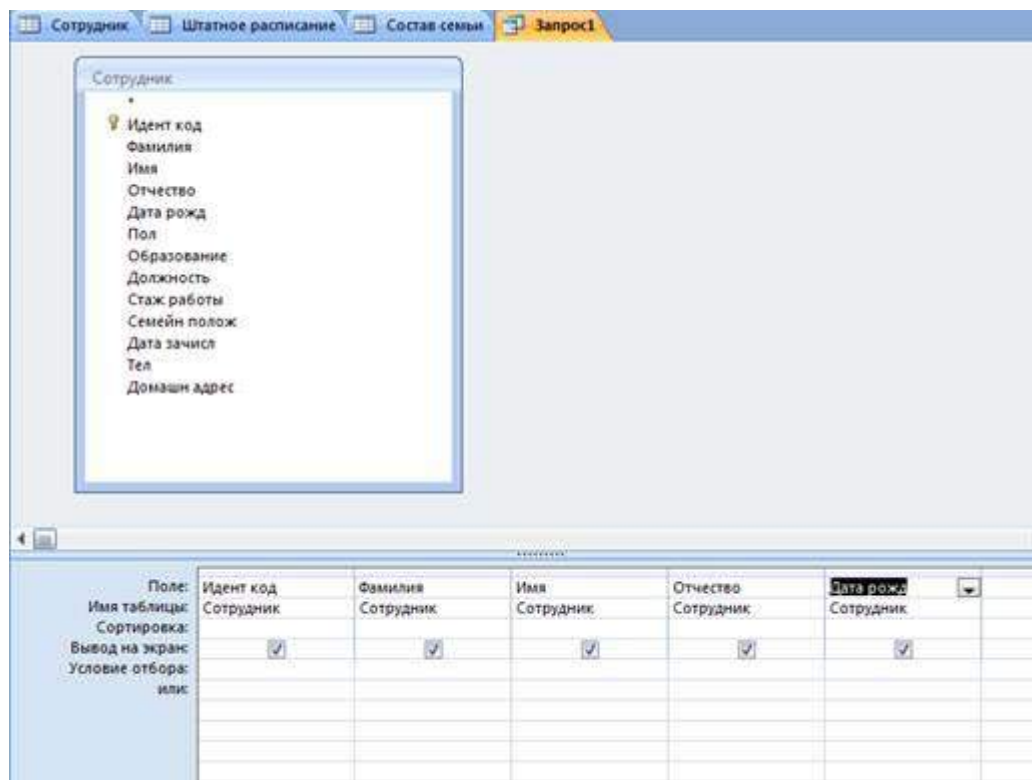 Сотрудник Штатное расписание Состав семьи Запрос1
Сотрудник
*
Идент код
Фамилия
Имя
Отчество
Дата рожд
Пол
Образование
Должность
Стаж работы
Семейн полож
Дата зачисл
Тел
Домашн адрес
Поле: Идент код Фамилия Имя Отчество Дата рожд
Имя таблицы: Сотрудник Сотрудник Сотрудник Сотрудник Сотрудник
Сортировка:
Вывод на экран:
Условие отбора:
или: